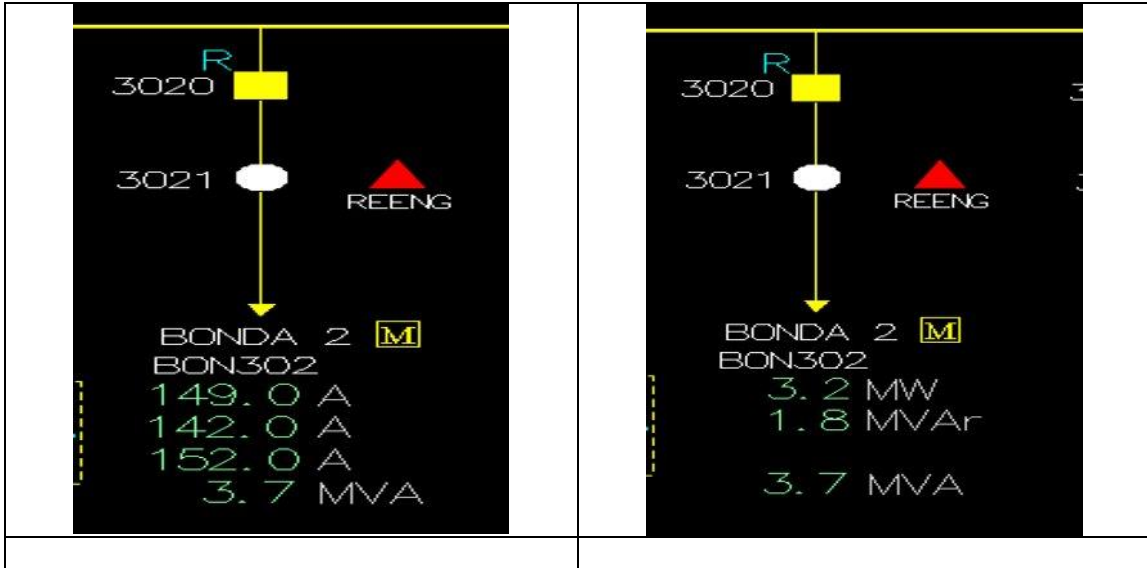 R
3020
3021
REENG
BONDA 2 M
BON302
149.0 A
142.0 A
152.0 A
3.7 MVA
R
3020
3021
REENG
BONDA 2 M
BON302
3.2 MW
1.8 MVAr
3.7 MVA